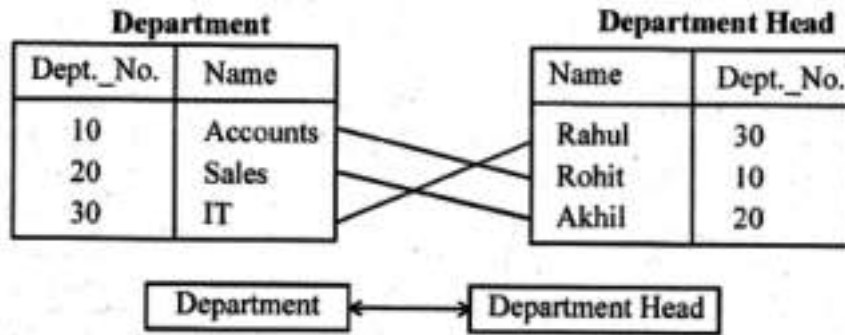 Department Department Head
Dept._No. Name Name Dept._No.
10 Accounts Rahul 30
20 Sales Rohit 10
30 IT Akhil 20
Department Department Head